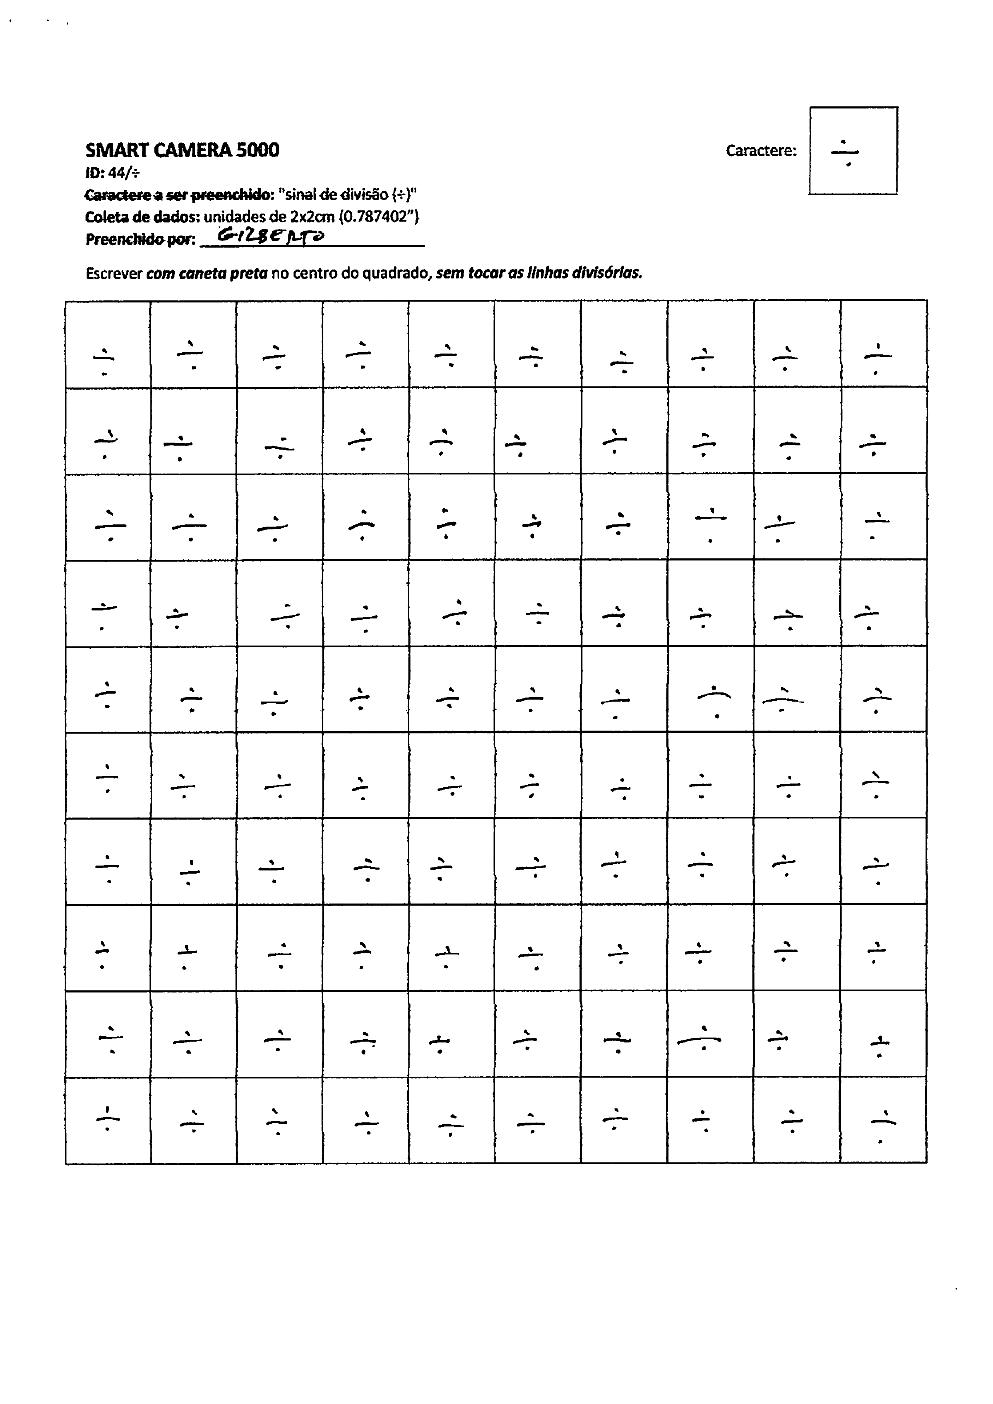 SMART CAMERA 5000
Caractere: ÷
ID: 44/÷
Caractere a ser preenchido: "sinal de divisão (÷)"
Coleta de dados: unidades de 2x2cm (0.787402")
Preenchido por: GILBERTO
Escrever com caneta preta no centro do quadrado, sem tocar as linhas divisórias.
÷ ÷ ÷ ÷ ÷ ÷ ÷ ÷ ÷ ÷
÷ ÷ ÷ ÷ ÷ ÷ ÷ ÷ ÷ ÷
÷ ÷ ÷ ÷ ÷ ÷ ÷ ÷ ÷ ÷
÷ ÷ ÷ ÷ ÷ ÷ ÷ ÷ ÷ ÷
÷ ÷ ÷ ÷ ÷ ÷ ÷ ÷ ÷ ÷
÷ ÷ ÷ ÷ ÷ ÷ ÷ ÷ ÷ ÷
÷ ÷ ÷ ÷ ÷ ÷ ÷ ÷ ÷ ÷
÷ ÷ ÷ ÷ ÷ ÷ ÷ ÷ ÷ ÷
÷ ÷ ÷ ÷ ÷ ÷ ÷ ÷ ÷ ÷
÷ ÷ ÷ ÷ ÷ ÷ ÷ ÷ ÷ ÷